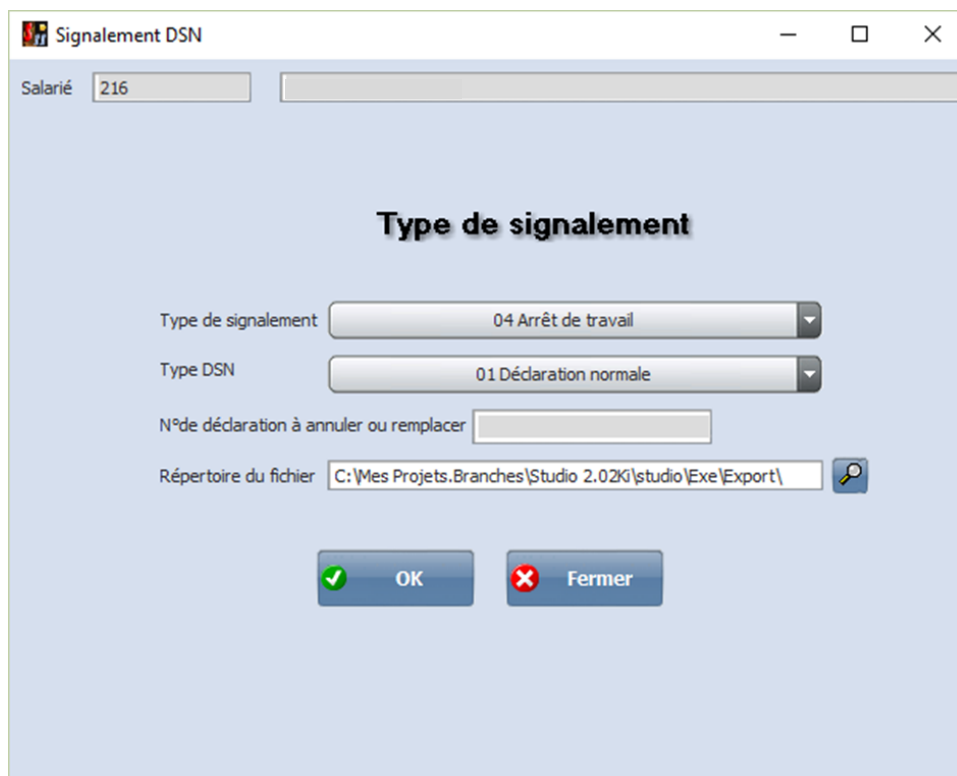 Signalement DSN
Salarié 216
Type de signalement
Type de signalement 04 Arrêt de travail
Type DSN 01 Déclaration normale
N°de déclaration à annuler ou remplacer
Répertoire du fichier C:\Mes Projets.Branches\Studio 2.02Ki\studio\Exe\Export\
OK Fermer